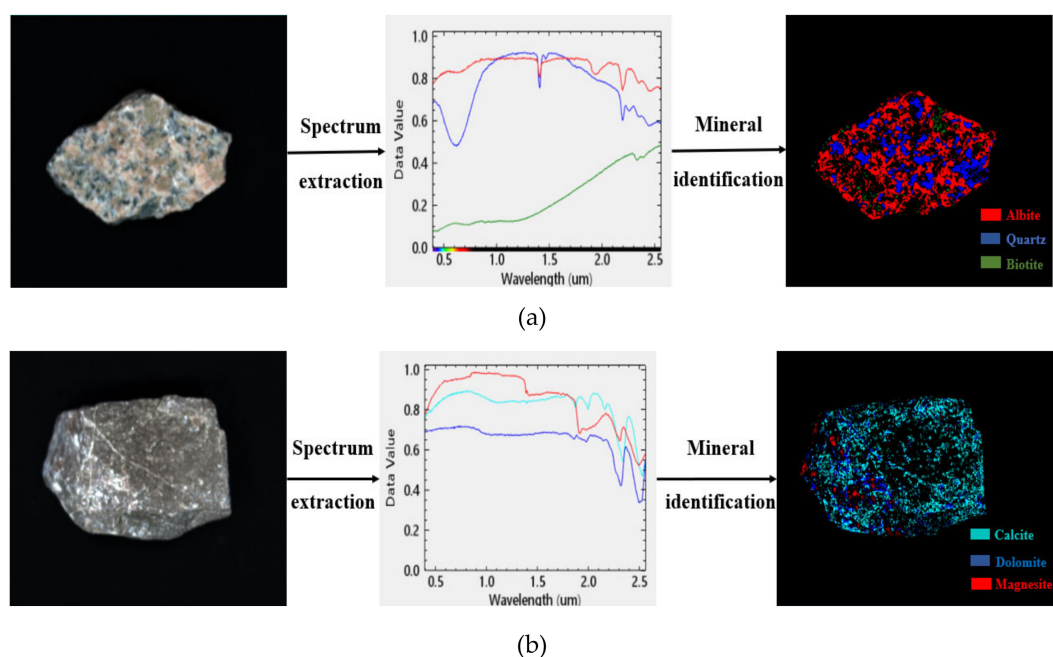 Spectrum
extraction
Data Value
1.0
0.8
0.6
0.4
0.2
0.0
0.5
1.0
1.5
2.0
2.5
Wavelength (um)
Mineral
identification
Albite
Quartz
Biotite
(a)
Spectrum
extraction
Data Value
1.0
0.8
0.6
0.4
0.2
0.0
0.5
1.0
1.5
2.0
2.5
Wavelength (um)
Mineral
identification
Calcite
Dolomite
Magnesite
(b)